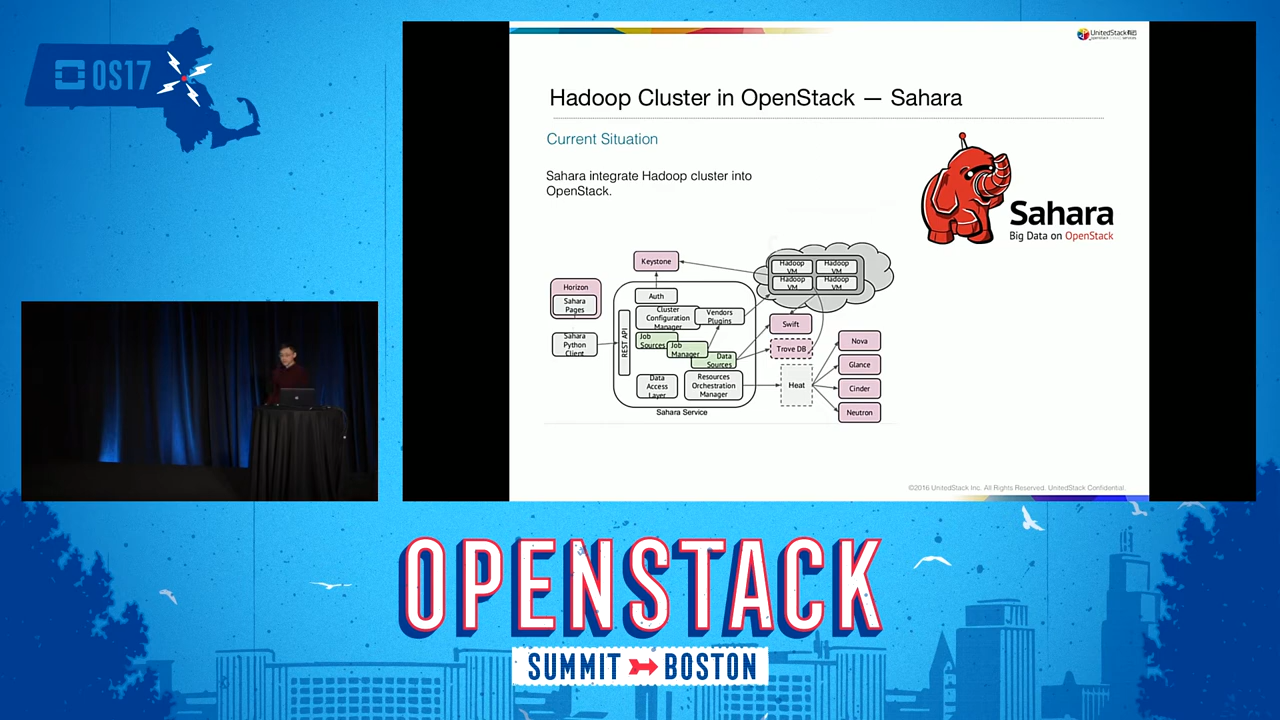 OS17
UnitedStack
Hadoop Cluster in OpenStack — Sahara
Current Situation
Sahara integrate Hadoop cluster into
OpenStack.
Sahara
Big Data on OpenStack
Keystone
Hadoop
VM
Hadoop
VM
Hadoop
VM
Hadoop
VM
Horizon
Sahara
Pages
Sahara
Python
Client
REST API
Auth
Cluster
Configuration
Manager
Vendors
Plugins
Job
Sources
Job
Manager
Data
Sources
Data
Access
Layer
Resources
Orchestration
Manager
Sahara Service
Swift
Trove DB
Heat
Nova
Glance
Cinder
Neutron
©2016 UnitedStack Inc. All Rights Reserved. UnitedStack Confidential.
OPENSTACK
SUMMIT BOSTON